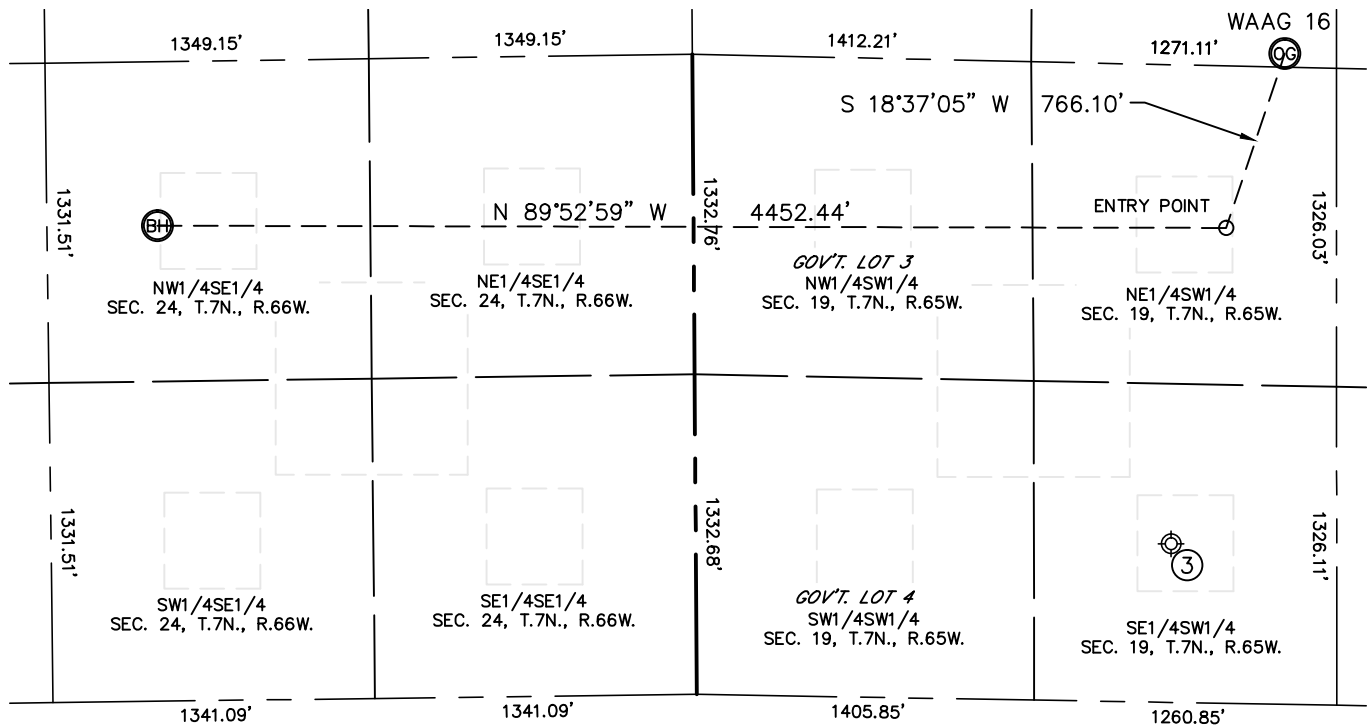 WAAG 16
1349.15'
1349.15'
1412.21'
1271.11'
OG
S 18°37'05" W 766.10'
1331.51'
1332.76'
1326.03'
BH
N 89°52'59" W 4452.44'
ENTRY POINT
NW1/4SE1/4
SEC. 24, T.7N., R.66W.
NE1/4SE1/4
SEC. 24, T.7N., R.66W.
GOV'T. LOT 3
NW1/4SW1/4
SEC. 19, T.7N., R.65W.
NE1/4SW1/4
SEC. 19, T.7N., R.65W.
1331.51'
1332.68'
1326.11'
3
SW1/4SE1/4
SEC. 24, T.7N., R.66W.
SE1/4SE1/4
SEC. 24, T.7N., R.66W.
GOV'T. LOT 4
SW1/4SW1/4
SEC. 19, T.7N., R.65W.
SE1/4SW1/4
SEC. 19, T.7N., R.65W.
1341.09'
1341.09'
1405.85'
1260.85'